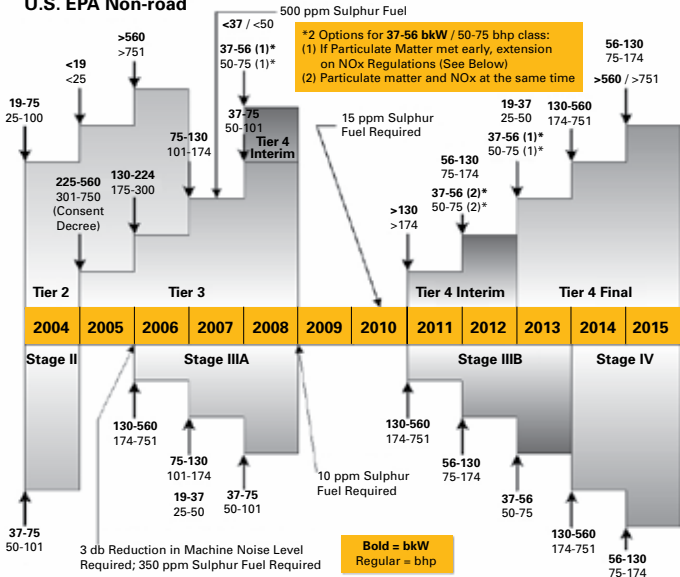 U.S. EPA Non-road
500 ppm Sulphur Fuel
<37 / <50
*2 Options for 37-56 bkW / 50-75 bhp class:
(1) If Particulate Matter met early, extension
on NOx Regulations (See Below)
(2) Particulate matter and NOx at the same time
>560
>751
<19
<25
19-75
25-100
37-56 (1)*
50-75 (1)*
37-75
50-101
Tier 4
Interim
75-130
101-174
130-224
175-300
225-560
301-750
(Consent
Decree)
15 ppm Sulphur
Fuel Required
56-130
75-174
>560 / >751
19-37
25-50
130-560
174-751
37-56 (1)*
50-75 (1)*
56-130
75-174
37-56 (2)*
50-75 (2)*
>130
>174
Tier 2
Tier 3
Tier 4 Interim
Tier 4 Final
2004 2005 2006 2007 2008 2009 2010 2011 2012 2013 2014 2015
Stage II
Stage IIIA
Stage IIIB
Stage IV
130-560
174-751
75-130
101-174
19-37
25-50
37-75
50-101
10 ppm Sulphur
Fuel Required
130-560
174-751
56-130
75-174
37-56
50-75
130-560
174-751
56-130
75-174
37-75
50-101
3 db Reduction in Machine Noise Level
Required; 350 ppm Sulphur Fuel Required
Bold = bkW
Regular = bhp